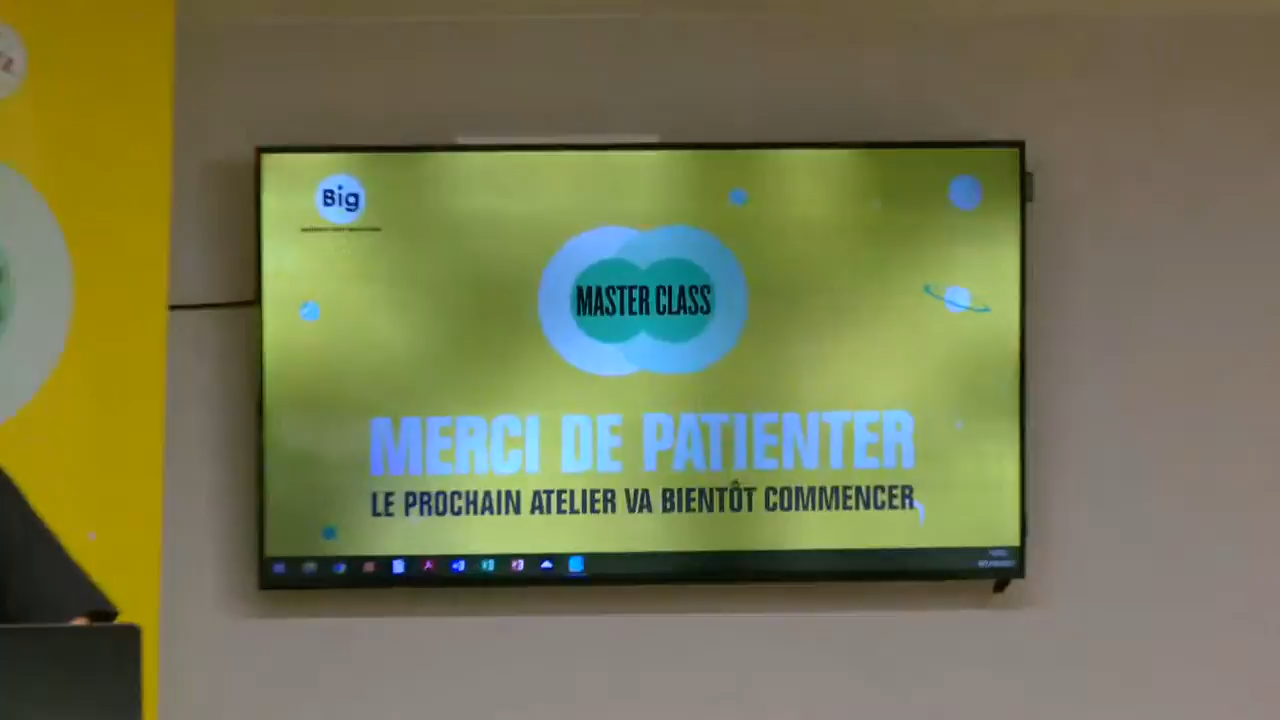 Big
MASTER CLASS
MERCI DE PATIENTER
LE PROCHAIN ATELIER VA BIENTÔT COMMENCER